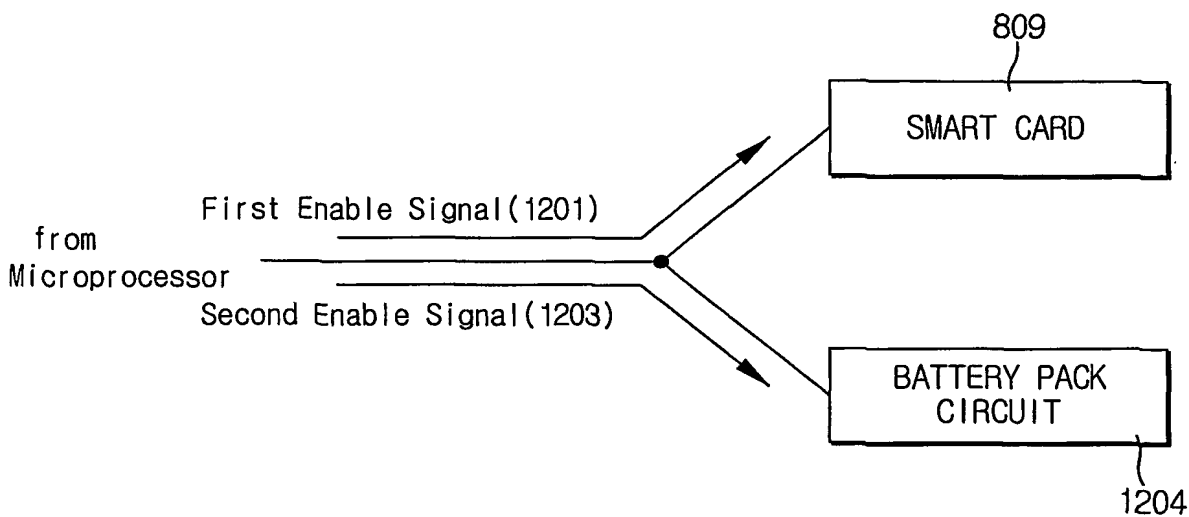 809
SMART CARD
First Enable Signal(1201)
from
Microprocessor
Second Enable Signal(1203)
BATTERY PACK
CIRCUIT
1204